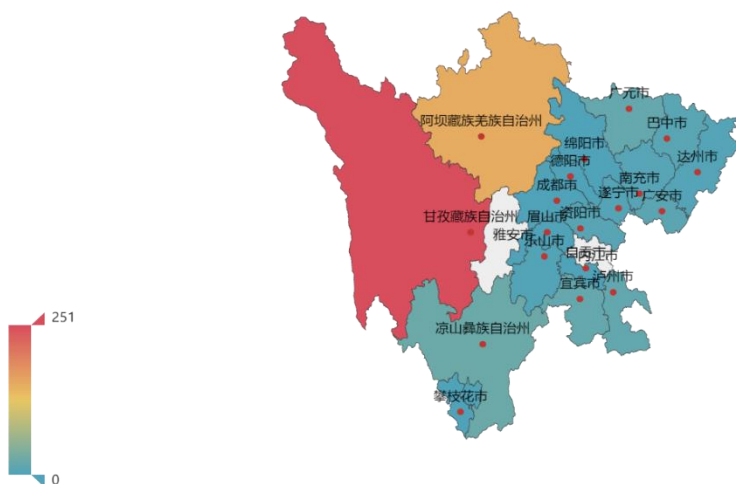 广元市
巴中市
阿坝藏族羌族自治州
绵阳市
德阳市
达州市
南充市
成都市
遂宁市
广安市
甘孜藏族自治州
眉山市
资阳市
雅安市
乐山市
自贡市
内江市
泸州市
宜宾市
凉山彝族自治州
攀枝花市
251
0